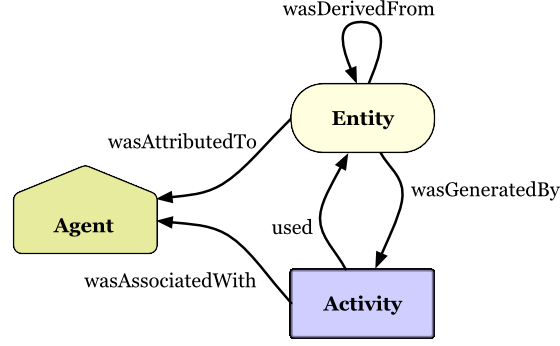 wasDerivedFrom
Entity
wasAttributedTo
wasGeneratedBy
Agent
used
wasAssociatedWith
Activity